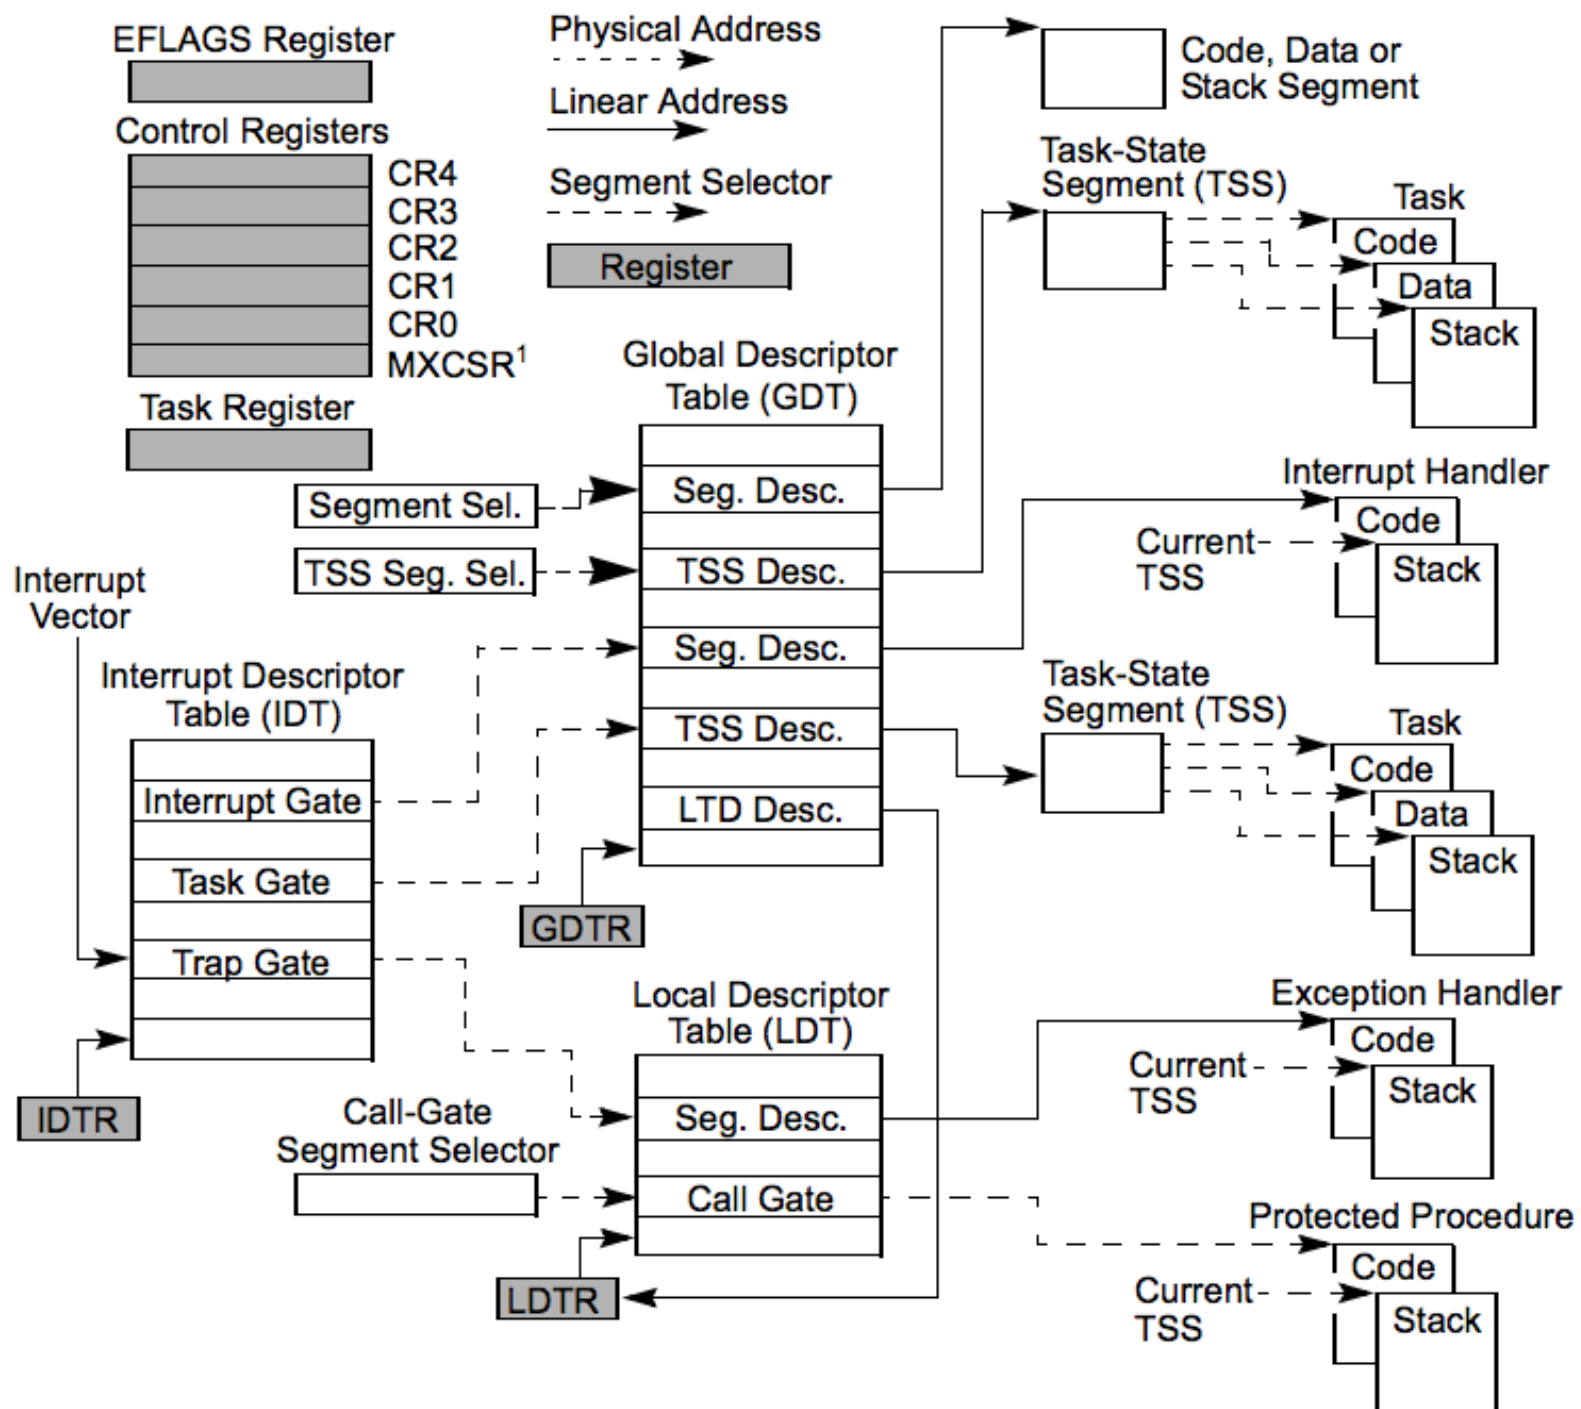 EFLAGS Register
Control Registers
CR4
CR3
CR2
CR1
CR0
MXCSR1
Task Register
Physical Address
Linear Address
Segment Selector
Register
Code, Data or
Stack Segment
Task-State
Segment (TSS)
Task
Code
Data
Stack
Global Descriptor
Table (GDT)
Segment Sel.
Seg. Desc.
TSS Seg. Sel.
TSS Desc.
Seg. Desc.
TSS Desc.
LTD Desc.
GDTR
Interrupt Handler
Code
Current
TSS
Stack
Interrupt
Vector
Interrupt Descriptor
Table (IDT)
Interrupt Gate
Task Gate
Trap Gate
IDTR
Task-State
Segment (TSS)
Task
Code
Data
Stack
Local Descriptor
Table (LDT)
Seg. Desc.
Call Gate
Call-Gate
Segment Selector
LDTR
Exception Handler
Code
Current
TSS
Stack
Protected Procedure
Code
Current
TSS
Stack